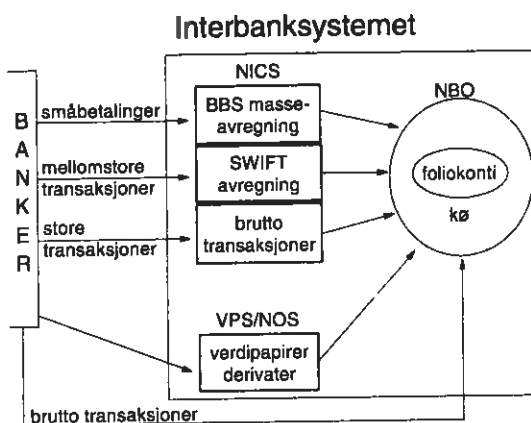 Interbanksystemet
NICS
BANKER
småbetalinger
BBS masse-
avregning
mellomstore
transaksjoner
SWIFT
avregning
store
transaksjoner
brutto
transaksjoner
NBO
foliokonti
kø
VPS/NOS
verdipapirer
derivater
brutto transaksjoner